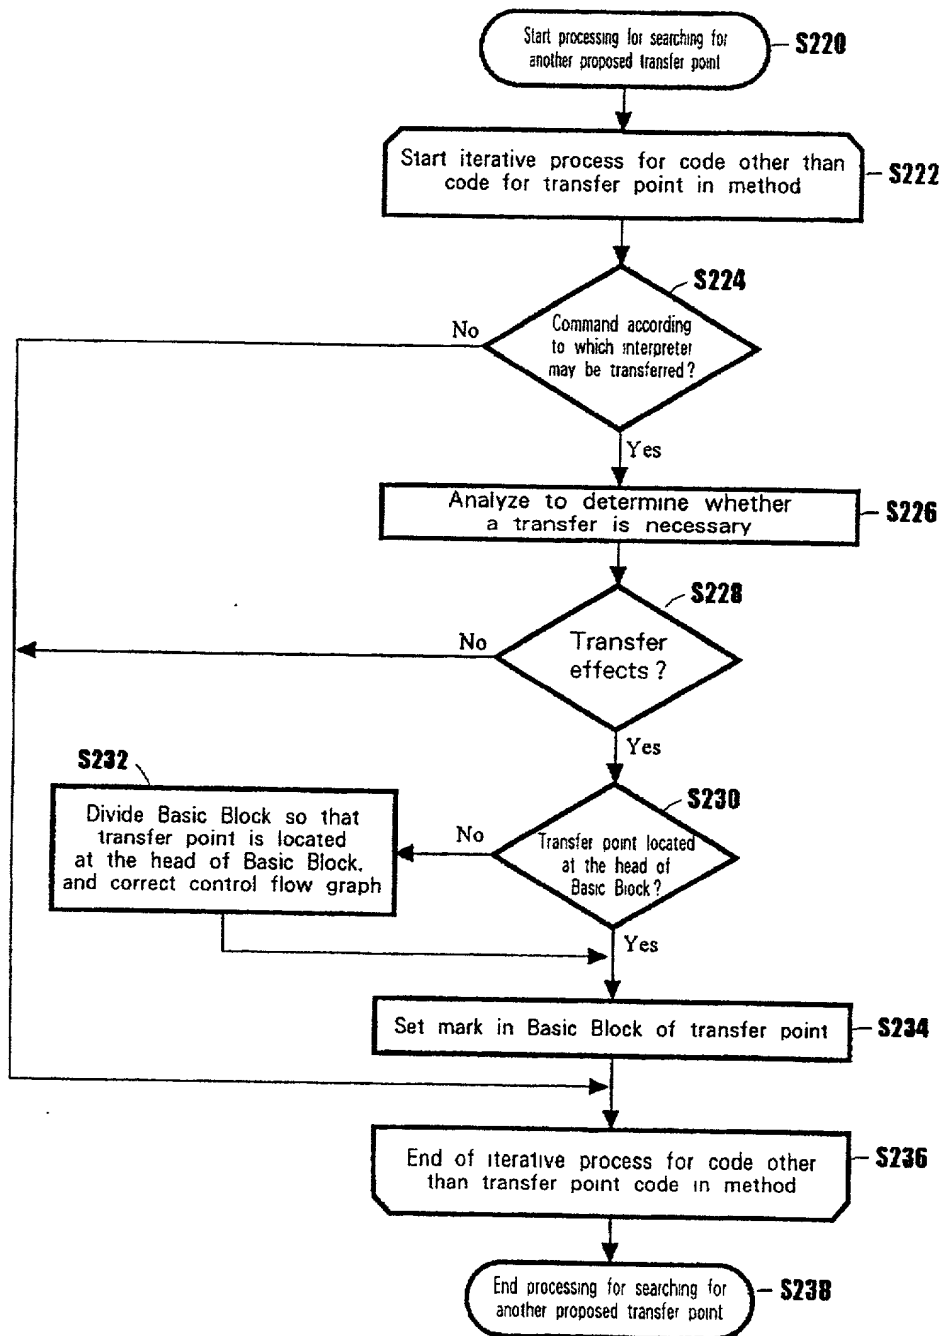 Start processing for searching for
another proposed transfer point
S220
Start iterative process for code other than
code for transfer point in method
S222
S224
Command according
to which interpreter
may be transferred?
No
Yes
Analyze to determine whether
a transfer is necessary
S226
S228
Transfer
effects?
No
Yes
S230
Transfer point located
at the head of
Basic Block?
No
S232
Divide Basic Block so that
transfer point is located
at the head of Basic Block,
and correct control flow graph
Yes
Set mark in Basic Block of transfer point
S234
End of iterative process for code other
than transfer point code in method
S236
End processing for searching for
another proposed transfer point
S238